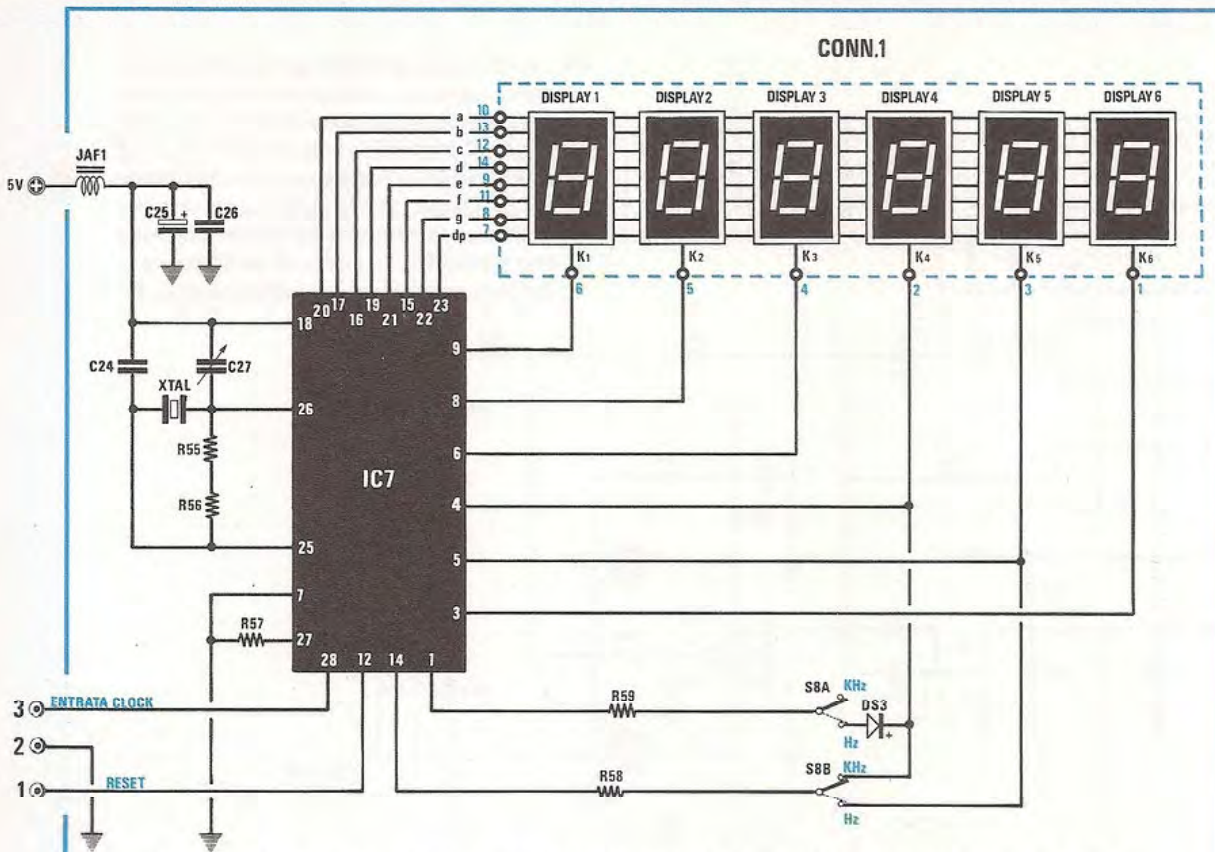 CONN.1
DISPLAY 1 DISPLAY 2 DISPLAY 3 DISPLAY 4 DISPLAY 5 DISPLAY 6
a 10
b 13
c 12
d 14
e 9
f 11
g 8
dp 7
K1 K2 K3 K4 K5 K6
6 5 4 2 3 1
JAF1
5V
C25 + C26
20 17 16 19 21 15 22 23
18
9
C24 C27
XTAL
26
8
R55
6
IC7
R56
4
25
5
7
3
R57
27
28 12 14 1
3 ENTRATA CLOCK
R59
S8A KHz
DS3
+
Hz
2
1 RESET
R58
S8B KHz
Hz